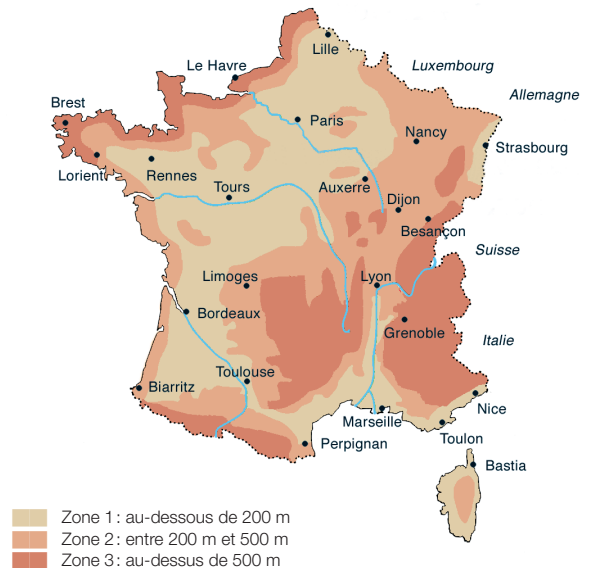 Lille
Le Havre
Luxembourg
Allemagne
Brest
Paris
Nancy
Strasbourg
Lorient
Rennes
Tours
Auxerre
Dijon
Besançon
Suisse
Limoges
Lyon
Bordeaux
Grenoble
Italie
Toulouse
Biarritz
Nice
Marseille
Toulon
Perpignan
Bastia
Zone 1 : au-dessous de 200 m
Zone 2 : entre 200 m et 500 m
Zone 3 : au-dessus de 500 m